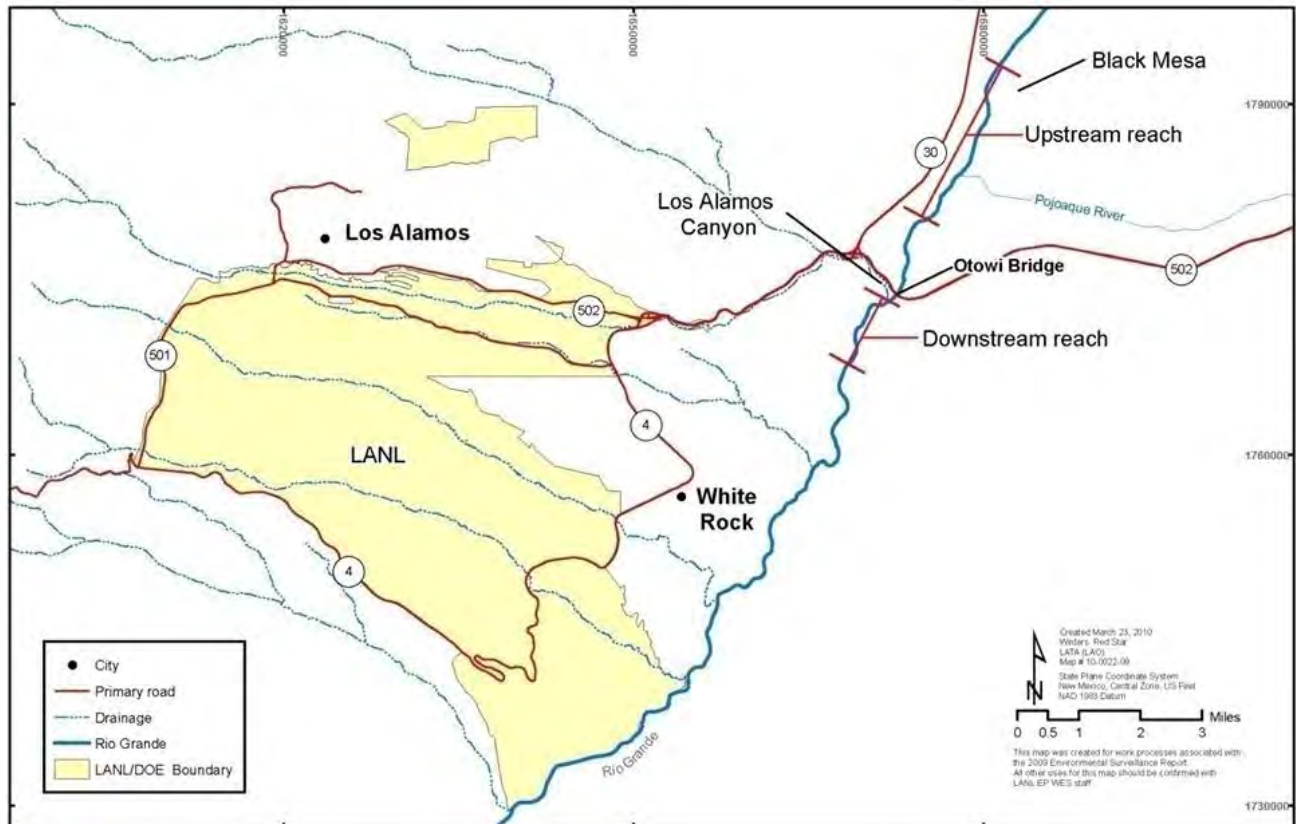 1620000
1650000
1680000
Black Mesa
1790000
Upstream reach
30
Los Alamos
Canyon
Pojoaque River
Los Alamos
Otowi Bridge
502
502
501
Downstream reach
4
LANL
1760000
White
Rock
4
City
Primary road
Drainage
Rio Grande
LANL/DOE Boundary
Rio Grande
Created March 23, 2010
Winters. Red Star
LATA (LAO)
Map # 10-0022-09
State Plane Coordinate System
New Mexico, Central Zone, US Feet
NAD 1983 Datum
N
Miles
0 0.5 1 2 3
This map was created for work processes associated with
the 2009 Environmental Surveillance Report.
All other uses for this map should be confirmed with
LANL EP WES staff
1730000